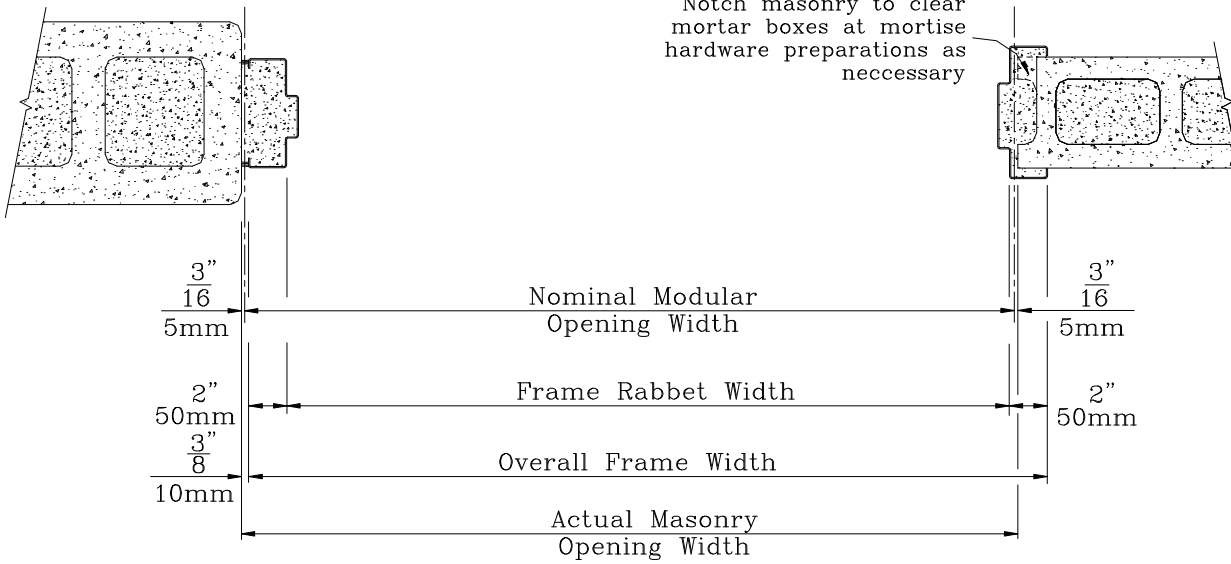 Notch masonry to clear
mortar boxes at mortise
hardware preparations as
neccessary
3"
16
5mm
Nominal Modular
Opening Width
3"
16
5mm
2"
50mm
Frame Rabbet Width
2"
50mm
3"
8
10mm
Overall Frame Width
Actual Masonry
Opening Width